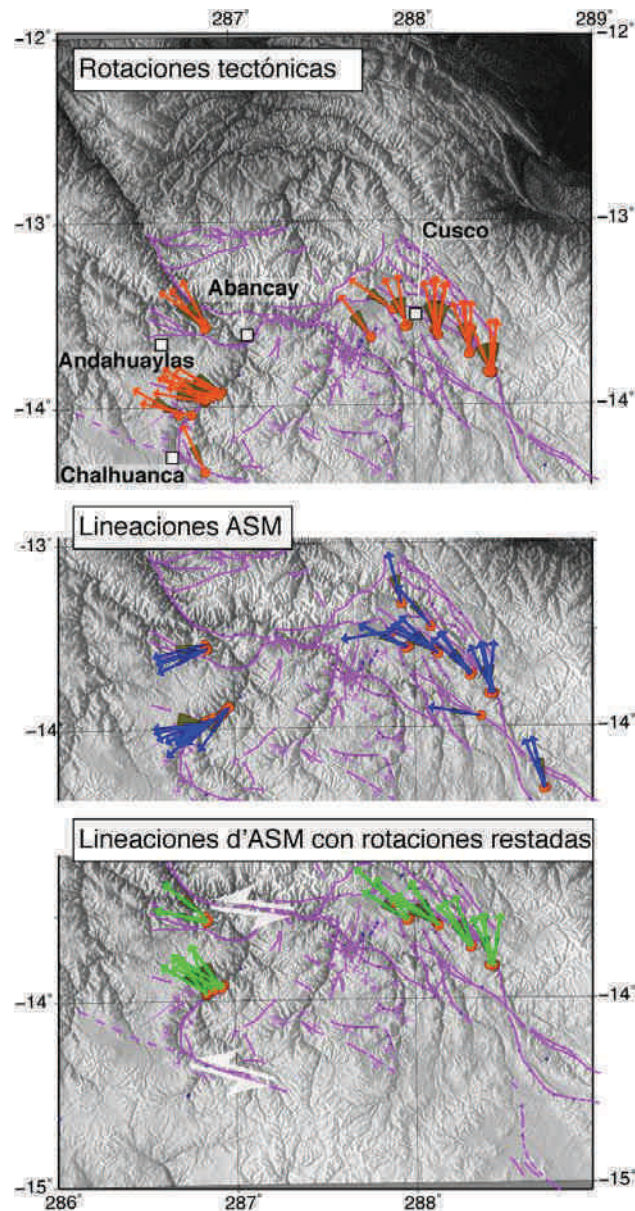 287° 288° 289°
-12° -12°
Rotaciones tectónicas
-13° -13°
Cusco
Abancay
Andahuaylas
-14° -14°
Chalhuanca
Lineaciones ASM
-13°
-14° -14°
Lineaciones d'ASM con rotaciones restadas
-14° -14°
-15° -15°
286° 287° 288°